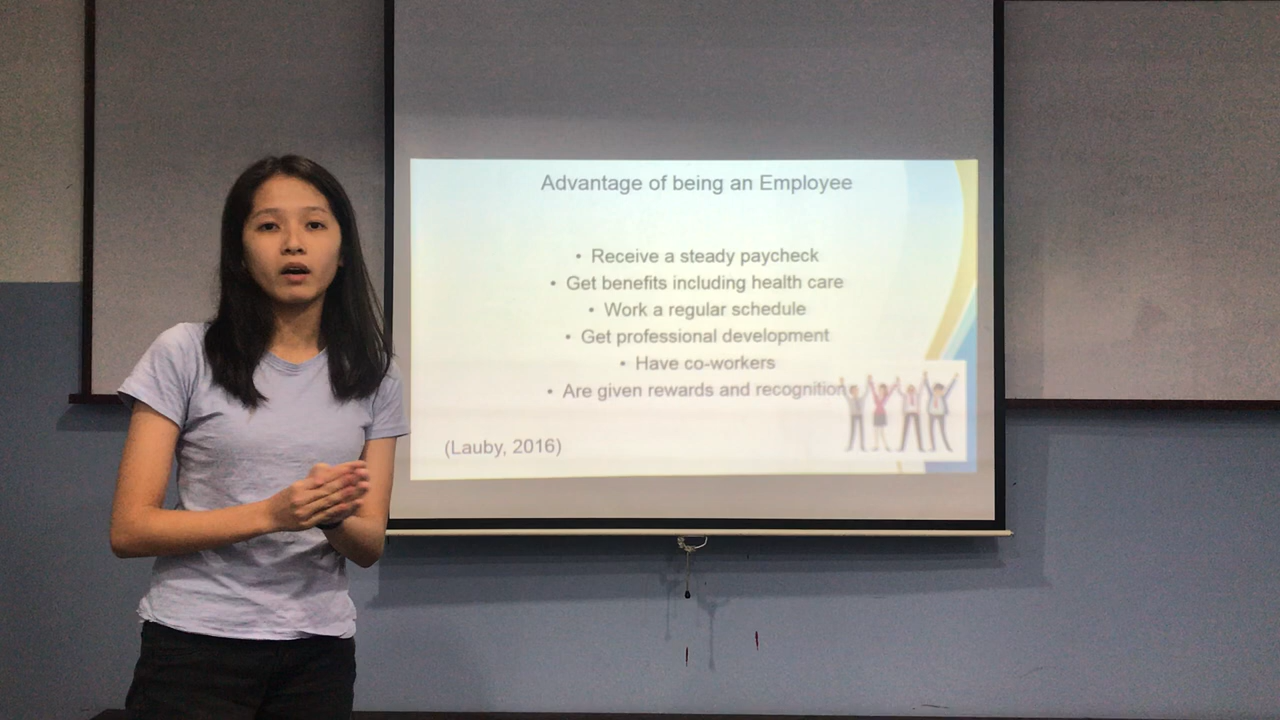 Advantage of being an Employee
• Receive a steady paycheck
• Get benefits including health care
• Work a regular schedule
• Get professional development
• Have co-workers
• Are given rewards and recognition
(Lauby, 2016)